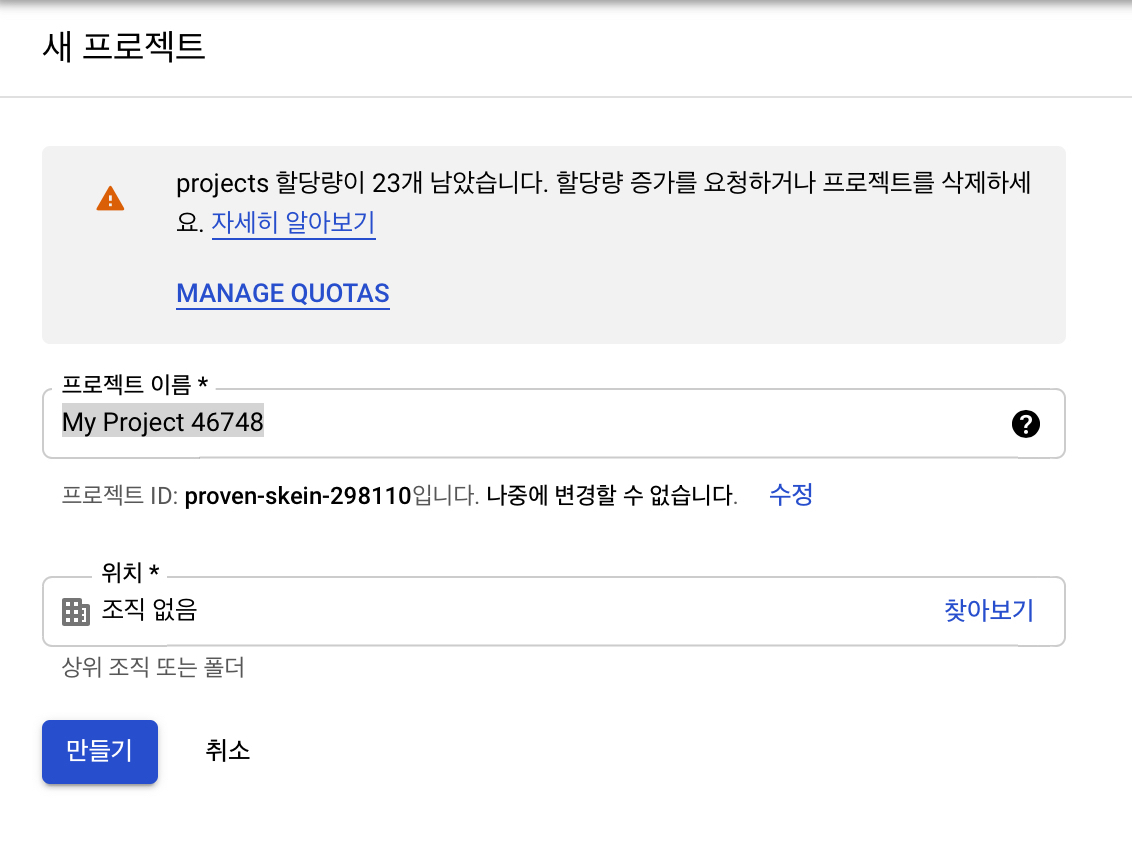 새 프로젝트
projects 할당량이 23개 남았습니다. 할당량 증가를 요청하거나 프로젝트를 삭제하세
요. 자세히 알아보기
MANAGE QUOTAS
프로젝트 이름 *
My Project 46748
프로젝트 ID: proven-skein-298110입니다. 나중에 변경할 수 없습니다. 수정
위치 *
조직 없음 찾아보기
상위 조직 또는 폴더
만들기 취소